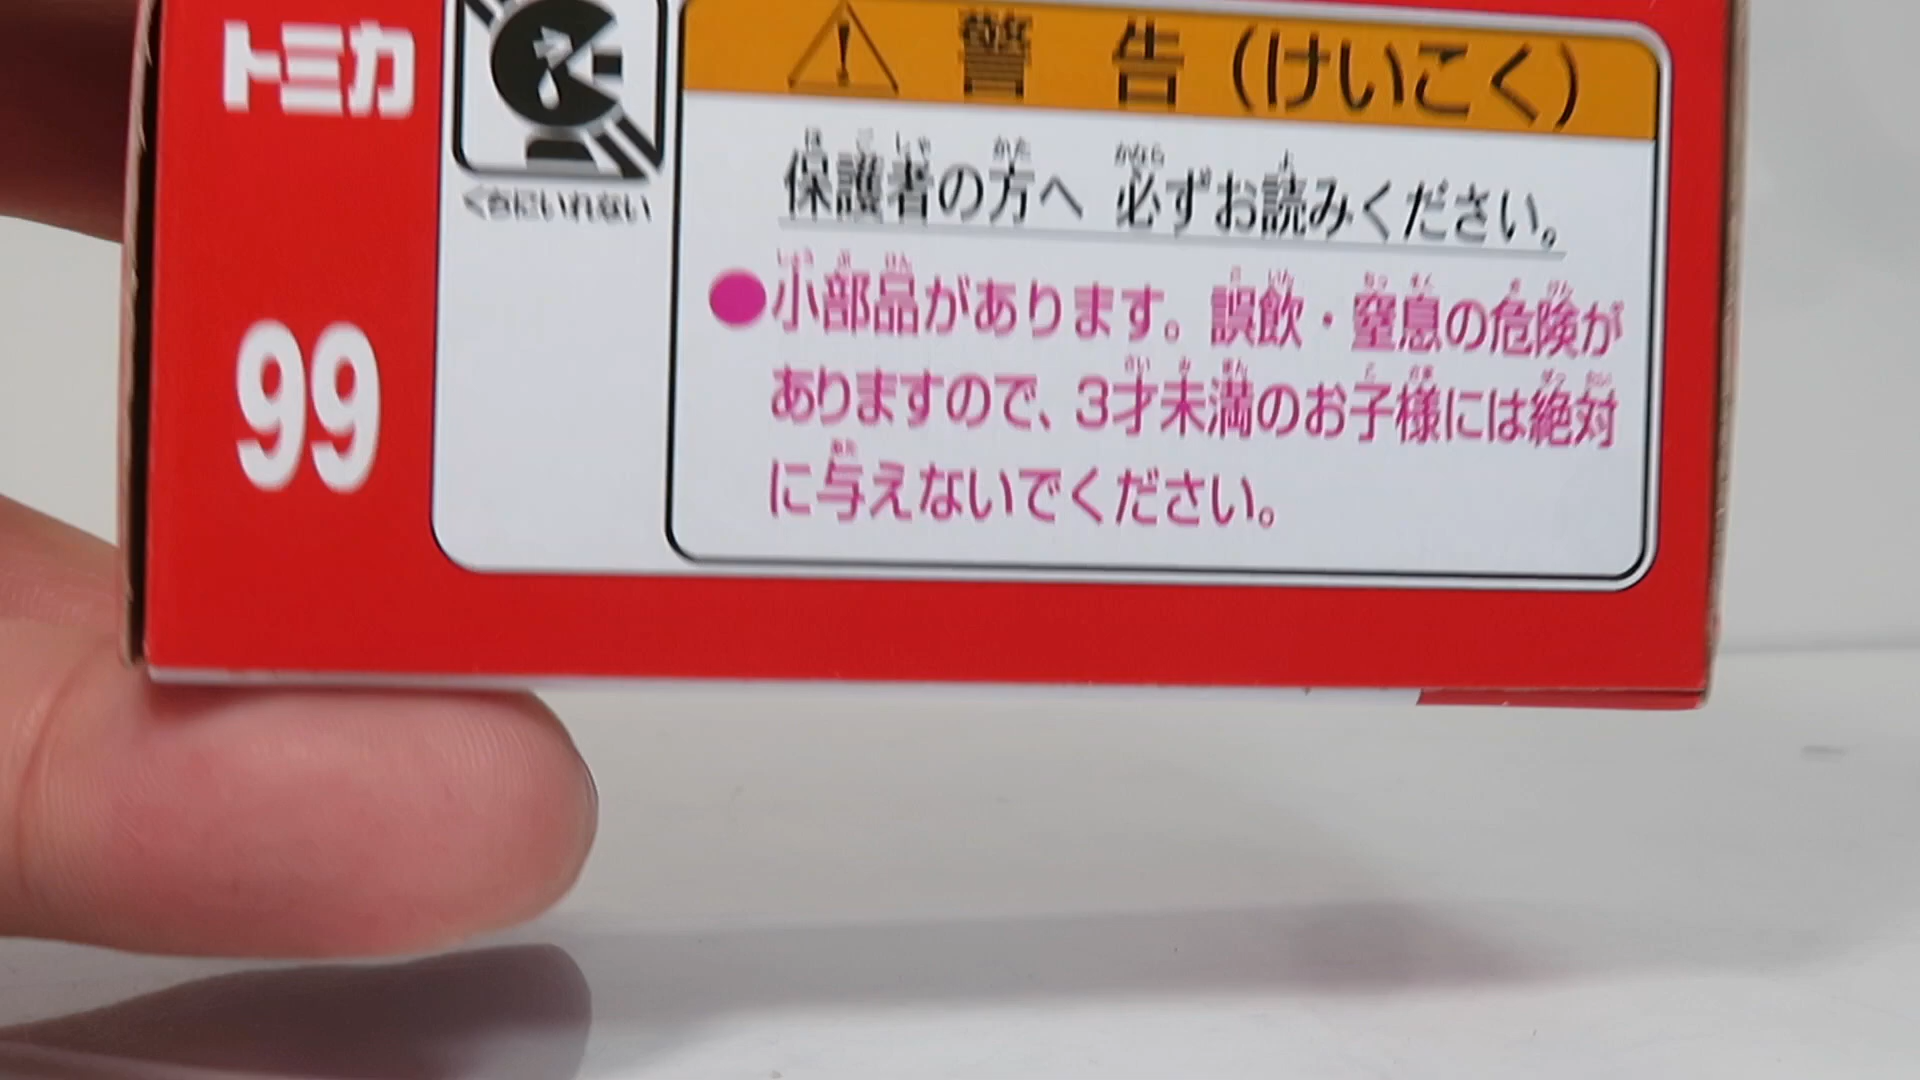 トミカ
99
くちにいれない
警告(けいこく)
保護者の方へ 必ずお読みください。
●小部品があります。誤飲・窒息の危険が
ありますので、3才未満のお子様には絶対
に与えないでください。